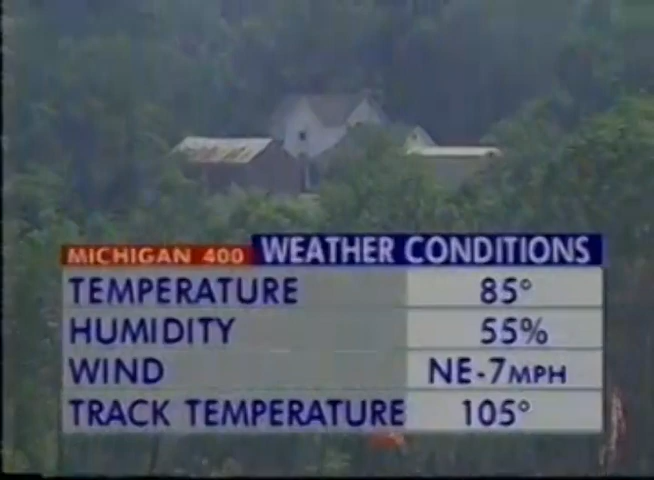 MICHIGAN 400 WEATHER CONDITIONS
TEMPERATURE 85°
HUMIDITY 55%
WIND NE-7MPH
TRACK TEMPERATURE 105°